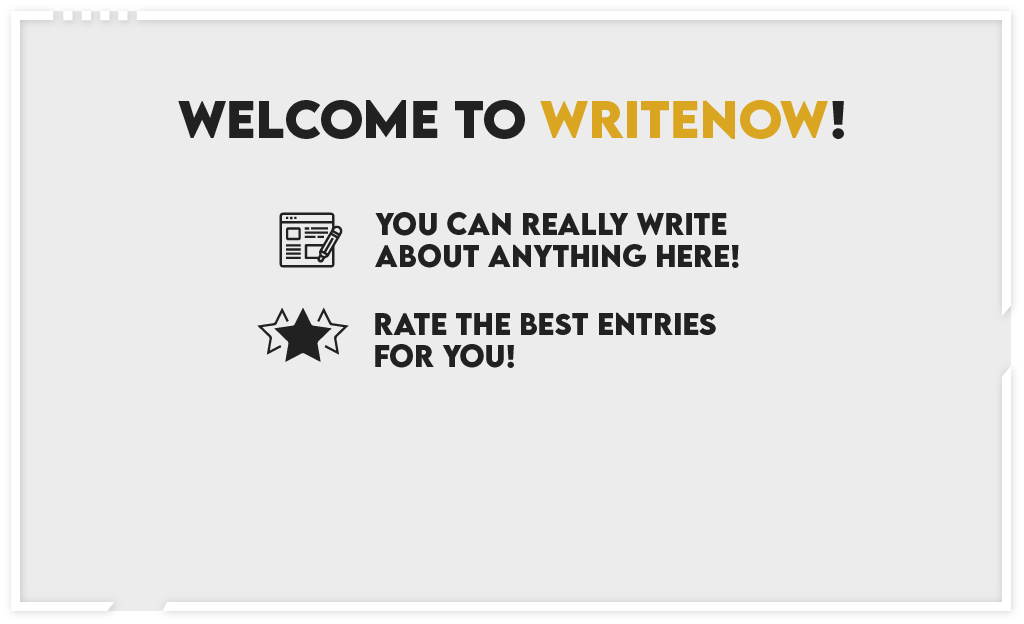 WELCOME TO WRITENOW!
YOU CAN REALLY WRITE
ABOUT ANYTHING HERE!
RATE THE BEST ENTRIES
FOR YOU!